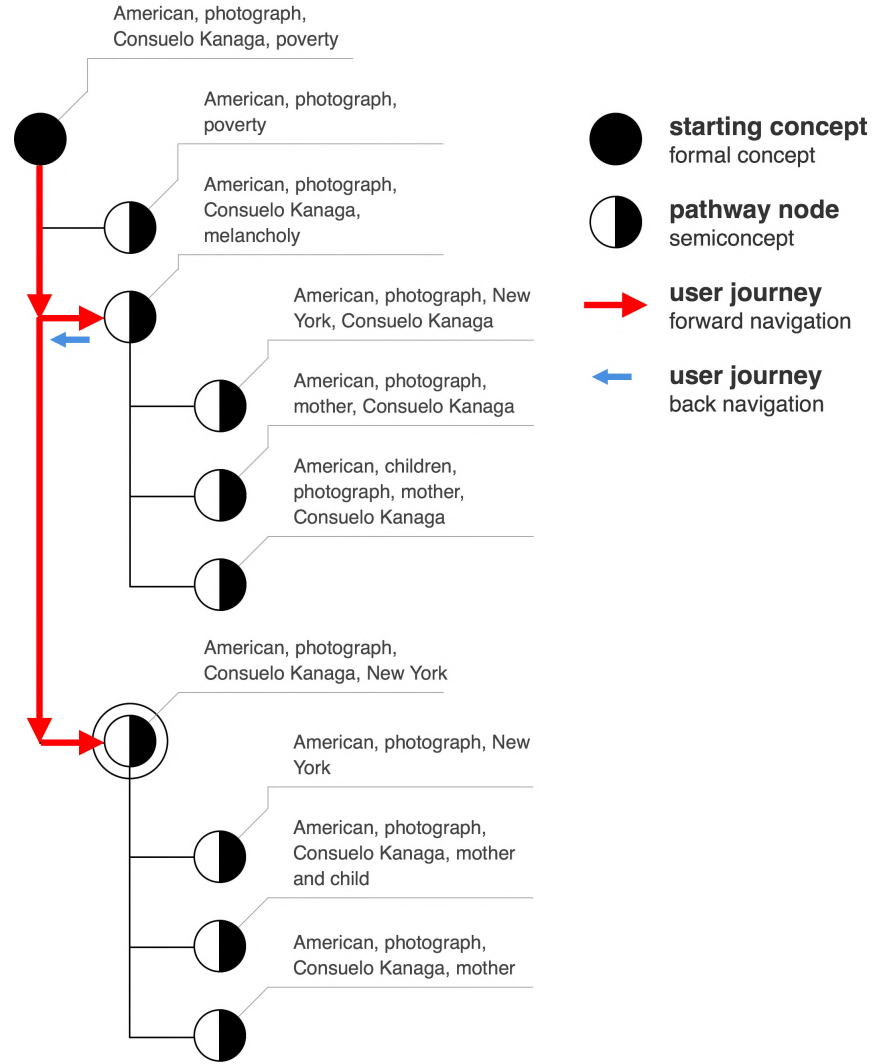 American, photograph,
Consuelo Kanaga, poverty
American, photograph,
poverty
American, photograph,
Consuelo Kanaga,
melancholy
American, photograph, New
York, Consuelo Kanaga
American, photograph,
mother, Consuelo Kanaga
American, children,
photograph, mother,
Consuelo Kanaga
American, photograph,
Consuelo Kanaga, New York
American, photograph, New
York
American, photograph,
Consuelo Kanaga, mother
and child
American, photograph,
Consuelo Kanaga, mother
starting concept
formal concept
pathway node
semiconcept
user journey
forward navigation
user journey
back navigation